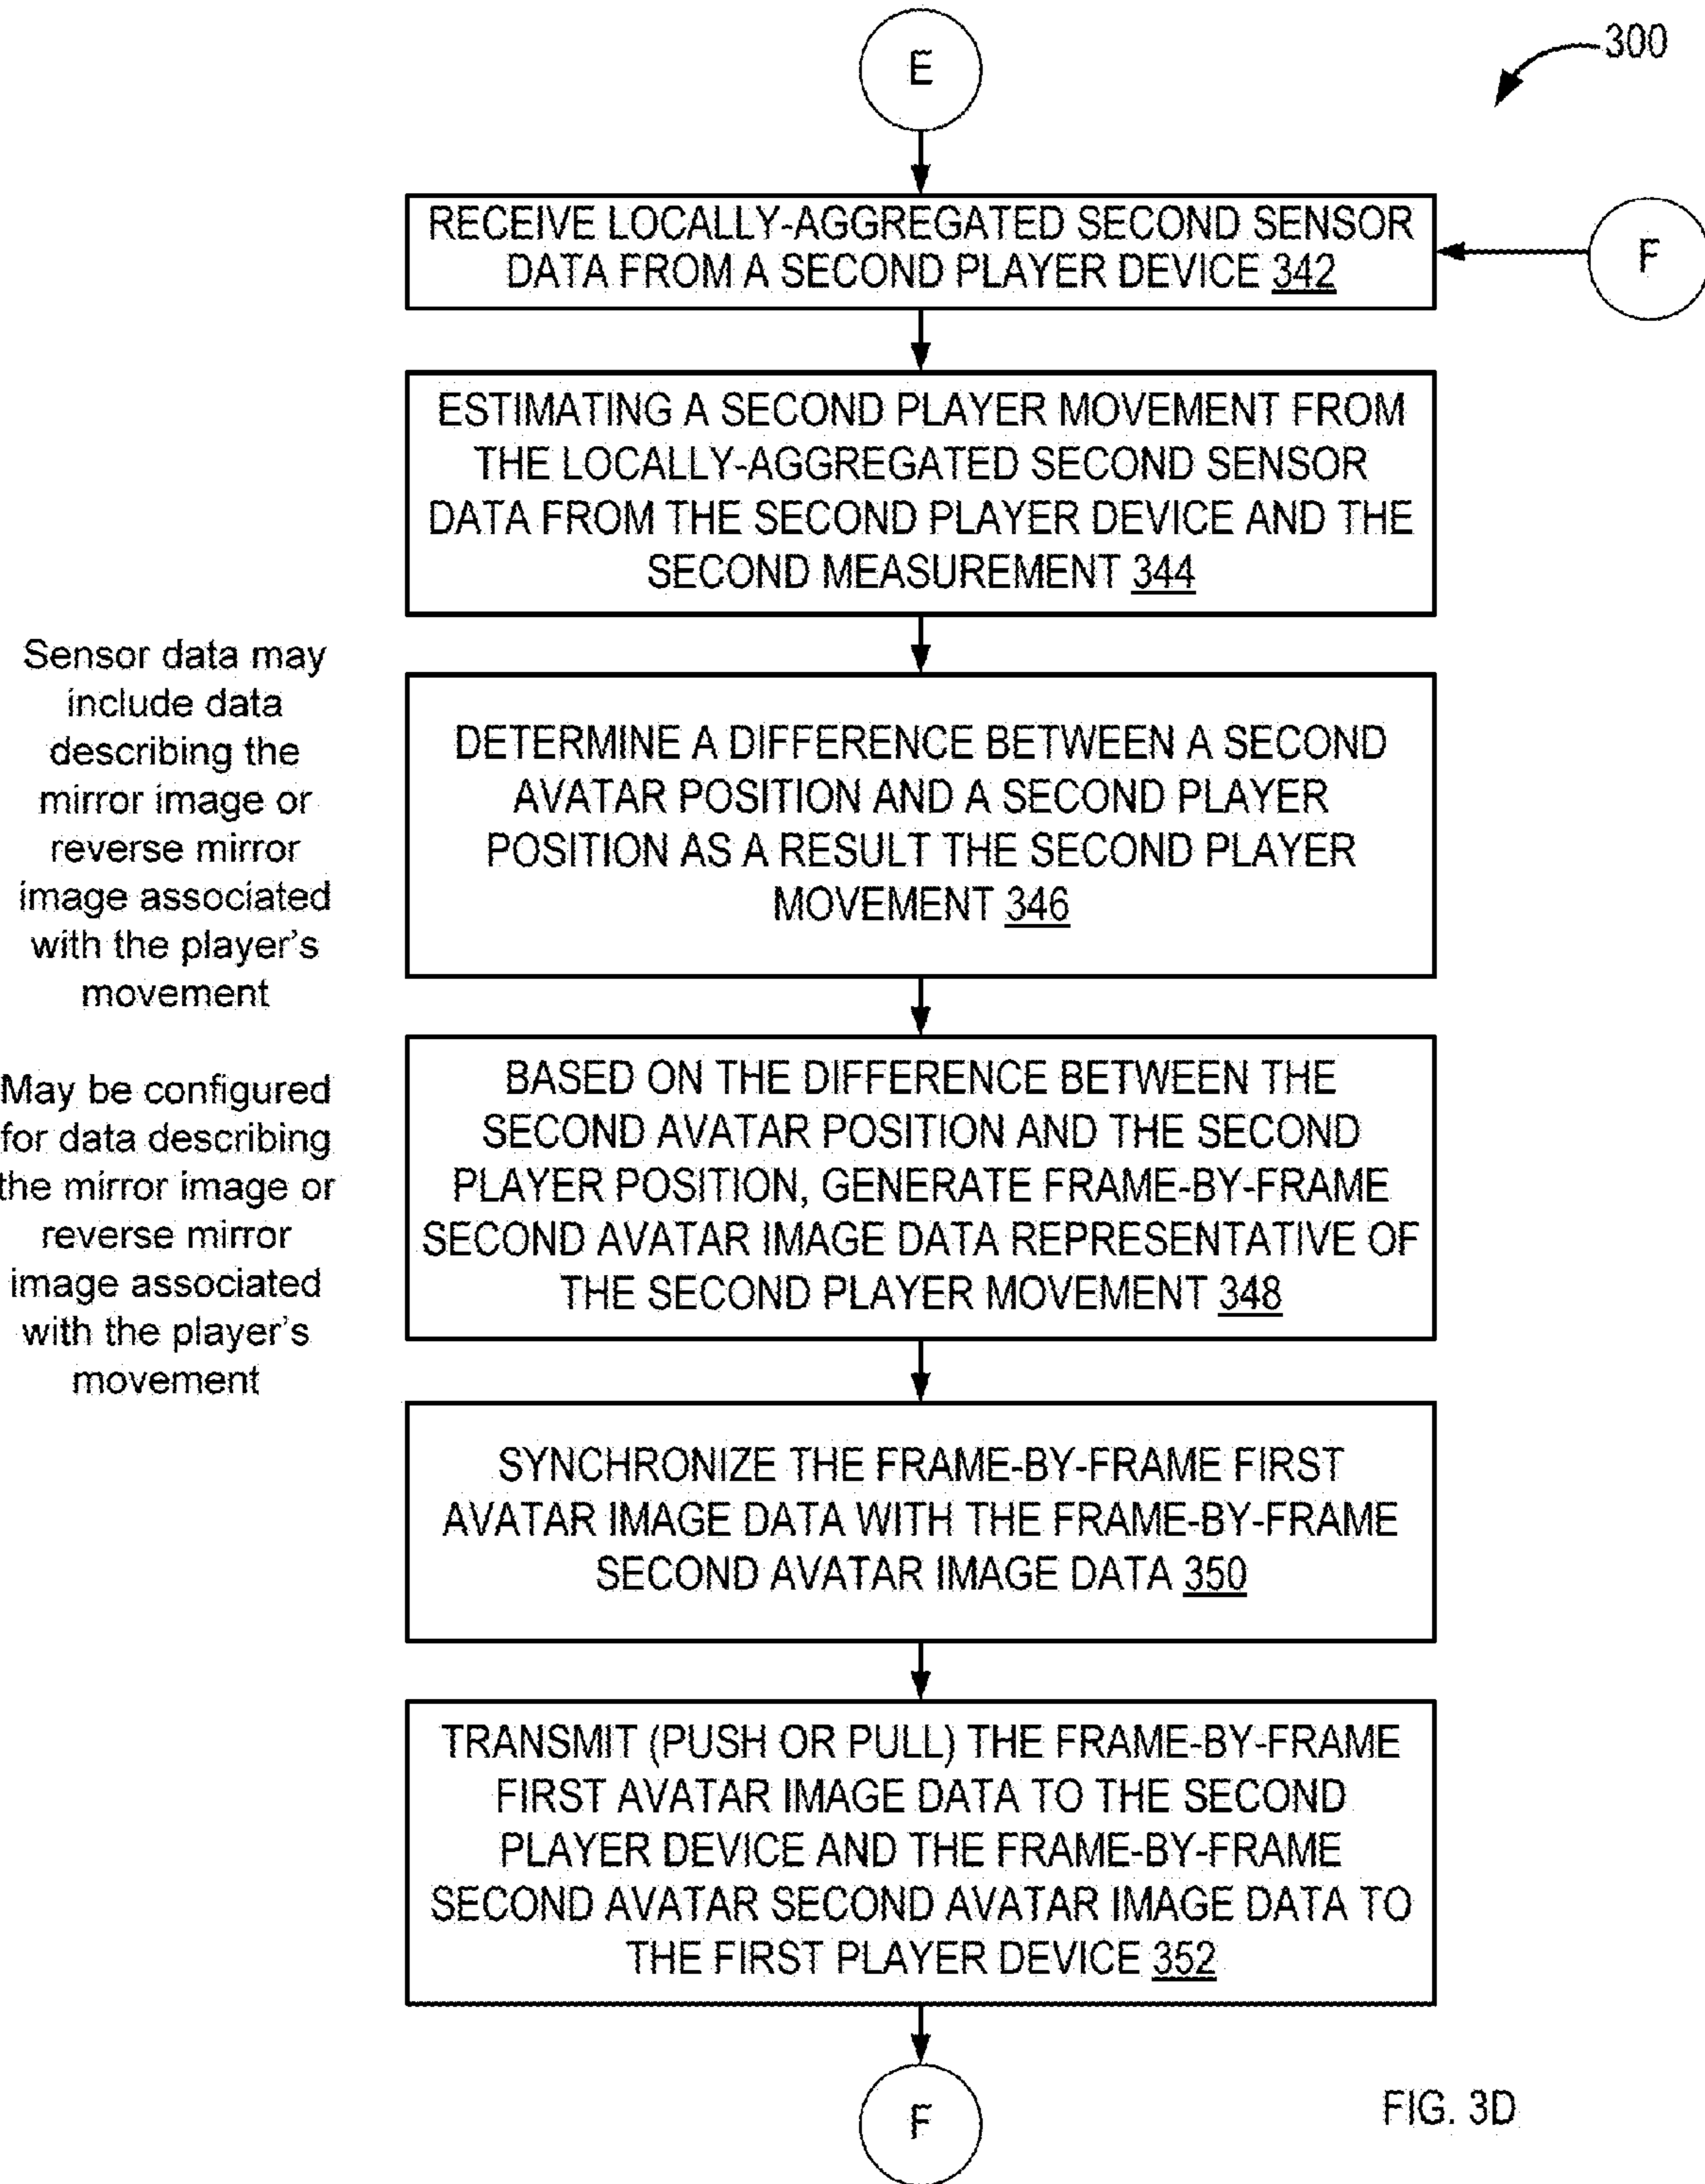 E
300
RECEIVE LOCALLY-AGGREGATED SECOND SENSOR
DATA FROM A SECOND PLAYER DEVICE 342
F
ESTIMATING A SECOND PLAYER MOVEMENT FROM
THE LOCALLY-AGGREGATED SECOND SENSOR
DATA FROM THE SECOND PLAYER DEVICE AND THE
SECOND MEASUREMENT 344
Sensor data may
include data
describing the
mirror image or
reverse mirror
image associated
with the player's
movement
DETERMINE A DIFFERENCE BETWEEN A SECOND
AVATAR POSITION AND A SECOND PLAYER
POSITION AS A RESULT THE SECOND PLAYER
MOVEMENT 346
May be configured
for data describing
the mirror image or
reverse mirror
image associated
with the player's
movement
BASED ON THE DIFFERENCE BETWEEN THE
SECOND AVATAR POSITION AND THE SECOND
PLAYER POSITION, GENERATE FRAME-BY-FRAME
SECOND AVATAR IMAGE DATA REPRESENTATIVE OF
THE SECOND PLAYER MOVEMENT 348
SYNCHRONIZE THE FRAME-BY-FRAME FIRST
AVATAR IMAGE DATA WITH THE FRAME-BY-FRAME
SECOND AVATAR IMAGE DATA 350
TRANSMIT (PUSH OR PULL) THE FRAME-BY-FRAME
FIRST AVATAR IMAGE DATA TO THE SECOND
PLAYER DEVICE AND THE FRAME-BY-FRAME
SECOND AVATAR SECOND AVATAR IMAGE DATA TO
THE FIRST PLAYER DEVICE 352
F
FIG. 3D